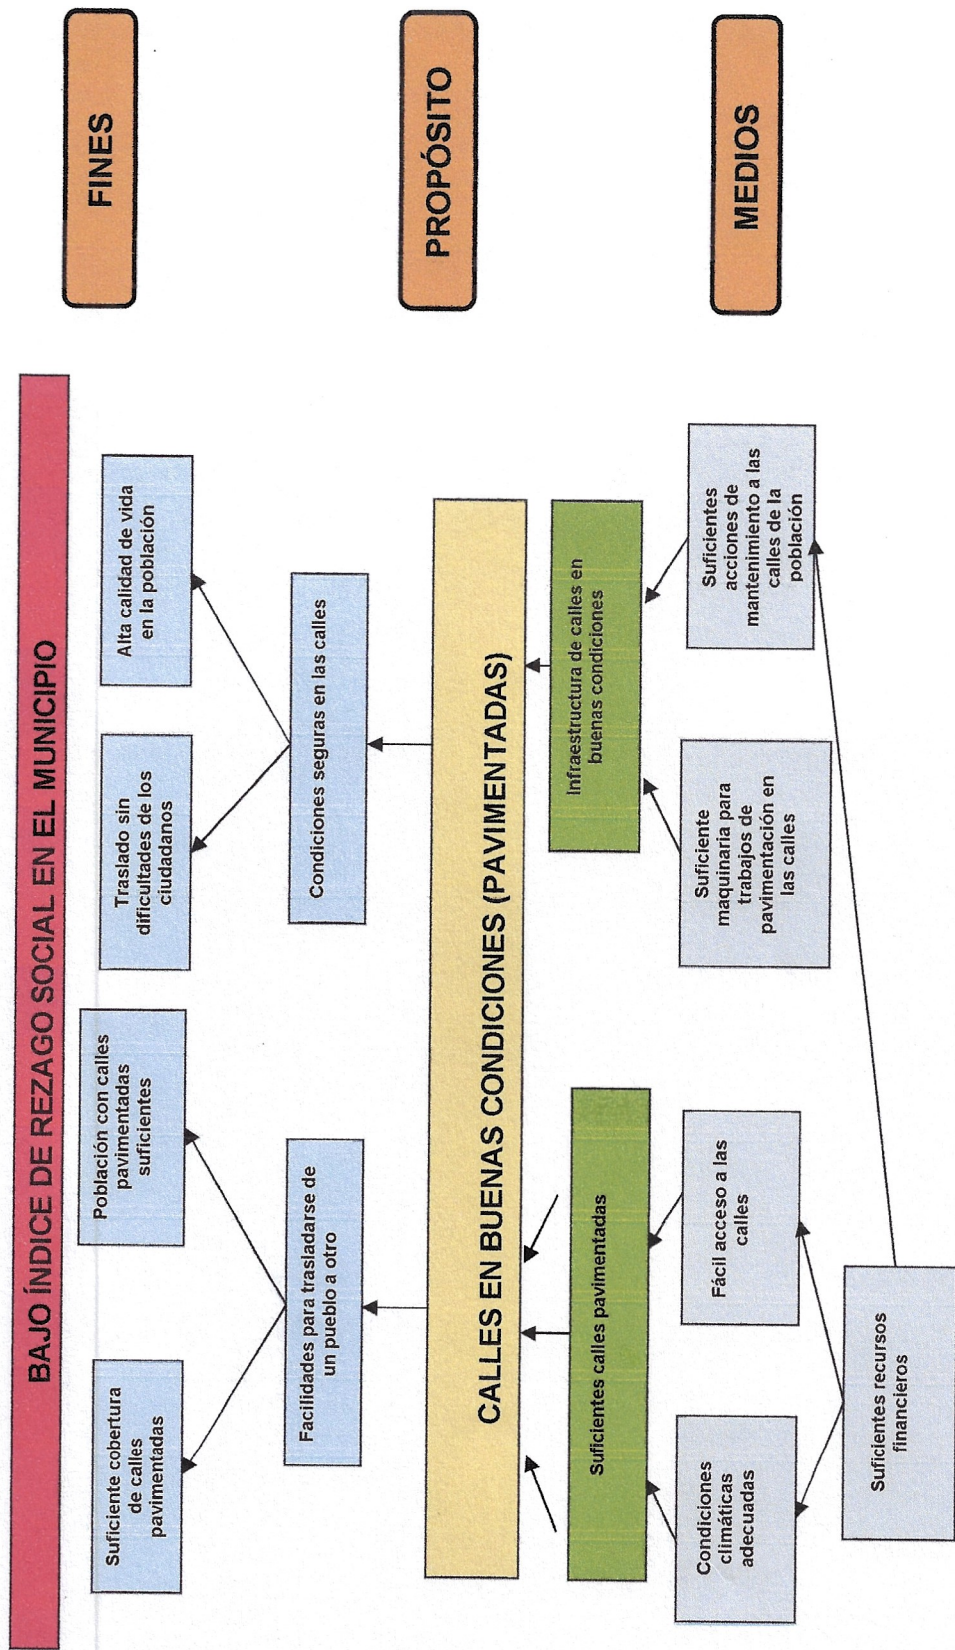 BAJO ÍNDICE DE REZAGO SOCIAL EN EL MUNICIPIO
FINES
Suficiente cobertura
de calles
pavimentadas
Población con calles
pavimentadas
suficientes
Traslado sin
dificultades de los
ciudadanos
Alta calidad de vida
en la población
Facilidades para trasladarse de
un pueblo a otro
Condiciones seguras en las calles
CALLES EN BUENAS CONDICIONES (PAVIMENTADAS)
PROPÓSITO
Suficientes calles pavimentadas
Infraestructura de calles en
buenas condiciones
Condiciones
climáticas
adecuadas
Fácil acceso a las
calles
Suficiente
maquinaria para
trabajos de
pavimentación en
las calles
Suficientes
acciones de
mantenimiento a las
calles de la
población
MEDIOS
Suficientes recursos
financieros